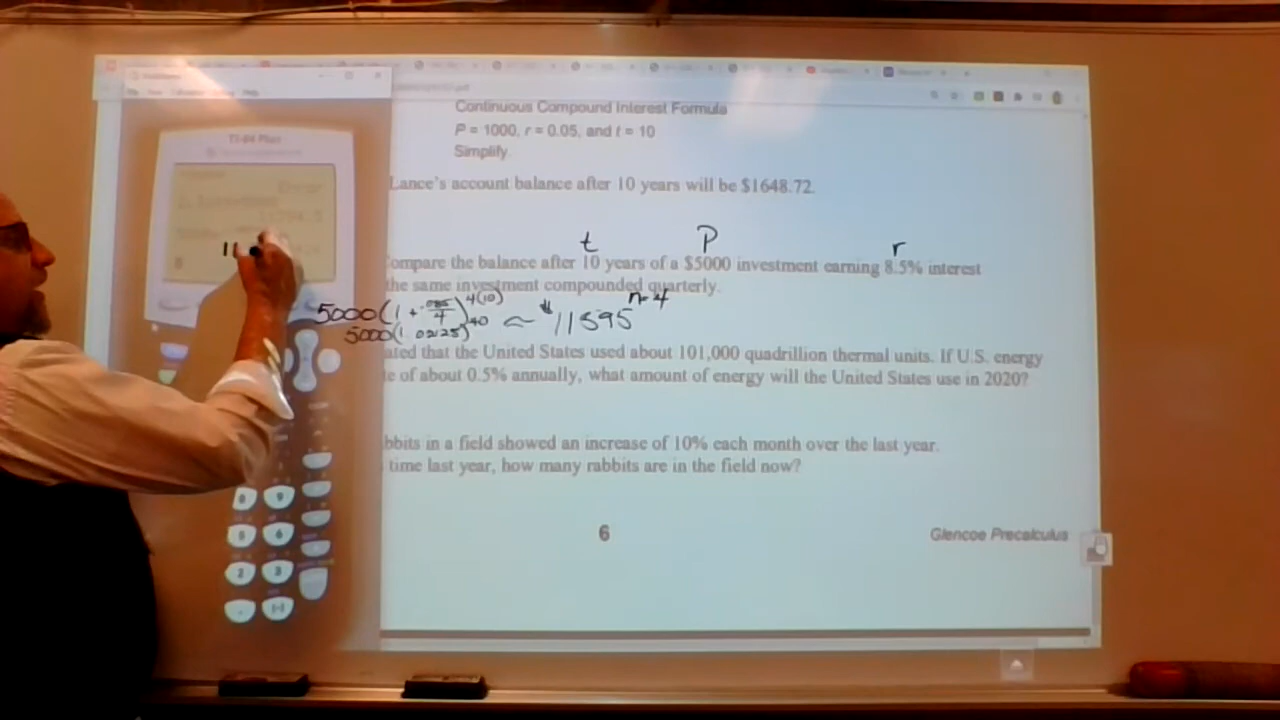 Continuous Compound Interest Formula
P = 1000, r = 0.05, and t = 10
Simplify.
Lance's account balance after 10 years will be $1648.72.
t P r
ompare the balance after 10 years of a $5000 investment earning 8.5% interest
the same investment compounded quarterly.
n=4
5000(1 + .085/4)^4(10) ≈ $11595
5000(1.02125)^40
ated that the United States used about 101,000 quadrillion thermal units. If U.S. energy
e of about 0.5% annually, what amount of energy will the United States use in 2020?
bbits in a field showed an increase of 10% each month over the last year.
time last year, how many rabbits are in the field now?
6
Glencoe Precalculus
TI-84 Plus
11